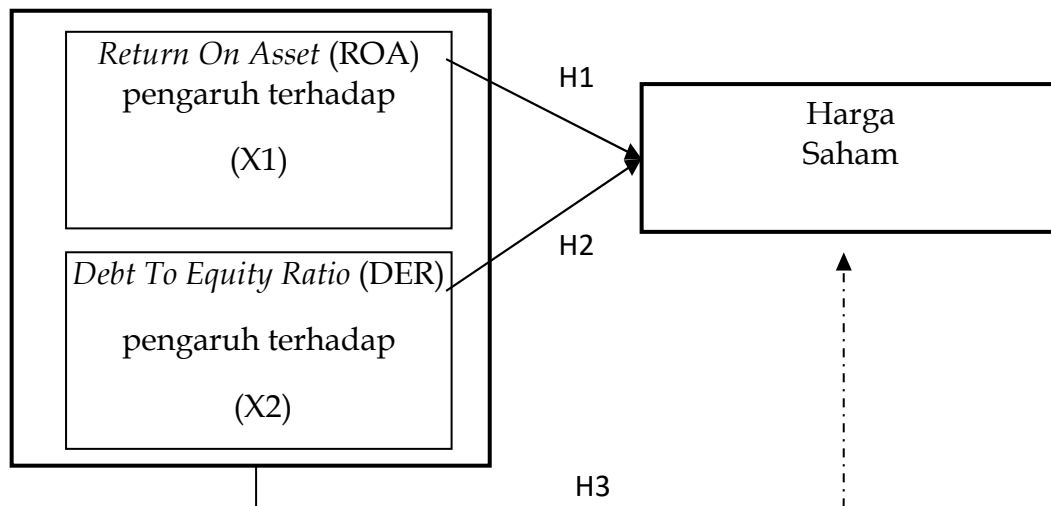 Return On Asset (ROA)
pengaruh terhadap
(X1)
H1
Harga
Saham
H2
Debt To Equity Ratio (DER)
pengaruh terhadap
(X2)
H3